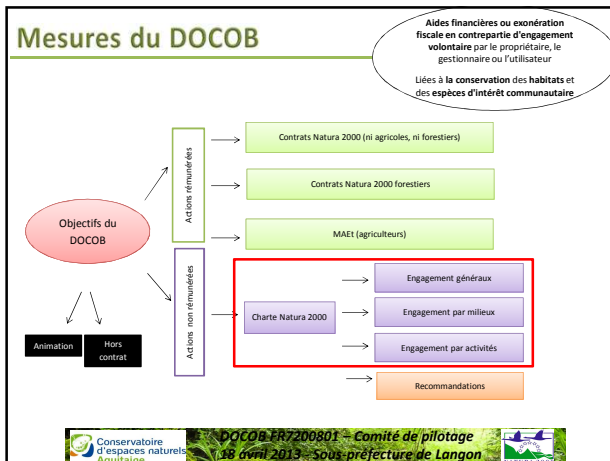 Mesures du DOCOB
Aides financières ou exonération
fiscale en contrepartie d'engagement
volontaire par le propriétaire, le
gestionnaire ou l'utilisateur
Liées à la conservation des habitats et
des espèces d'intérêt communautaire
Objectifs du
DOCOB
Animation
Hors
contrat
Actions rémunérées
Contrats Natura 2000 (ni agricoles, ni forestiers)
Contrats Natura 2000 forestiers
MAEt (agriculteurs)
Actions non rémunérées
Charte Natura 2000
Engagement généraux
Engagement par milieux
Engagement par activités
Recommandations
Conservatoire
d'espaces naturels
Aquitaine
DOCOB FR7200801 – Comité de pilotage
18 avril 2013 - Sous-préfecture de Langon